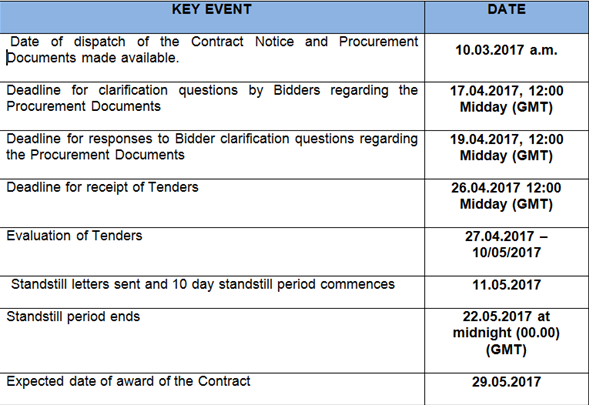 KEY EVENT DATE
Date of dispatch of the Contract Notice and Procurement
Documents made available.
10.03.2017 a.m.
Deadline for clarification questions by Bidders regarding the
Procurement Documents
17.04.2017, 12:00
Midday (GMT)
Deadline for responses to Bidder clarification questions regarding
the Procurement Documents
19.04.2017, 12:00
Midday (GMT)
Deadline for receipt of Tenders
26.04.2017 12:00
Midday (GMT)
Evaluation of Tenders
27.04.2017 –
10/05/2017
Standstill letters sent and 10 day standstill period commences
11.05.2017
Standstill period ends
22.05.2017 at
midnight (00.00)
(GMT)
Expected date of award of the Contract
29.05.2017